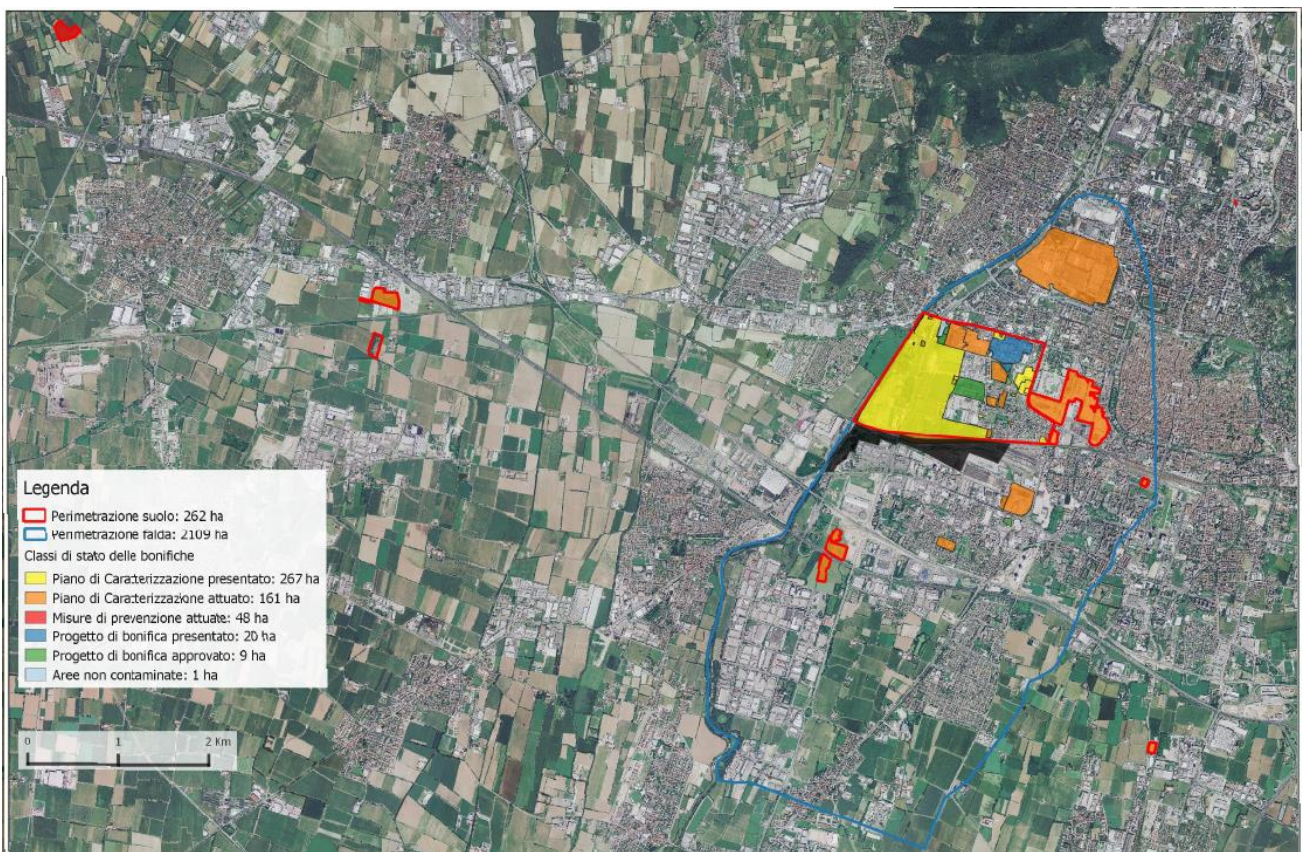 Legenda
Perimetrazione suolo: 262 ha
Perimetrazione falda: 2109 ha
Classi di stato delle bonifiche
Piano di Caratterizzazione presentato: 267 ha
Piano di Caratterizzazione attuato: 161 ha
Misure di prevenzione attuate: 48 ha
Progetto di bonifica presentato: 20 ha
Progetto di bonifica approvato: 9 ha
Aree non contaminate: 1 ha
0 1 2 Km